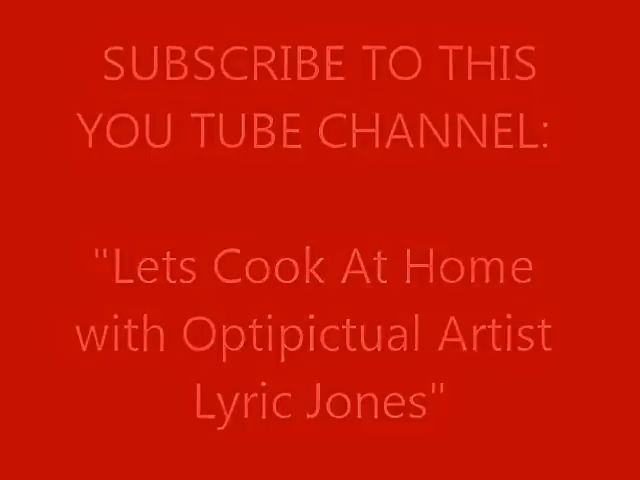 SUBSCRIBE TO THIS
YOU TUBE CHANNEL:
"Lets Cook At Home
with Optipictual Artist
Lyric Jones"